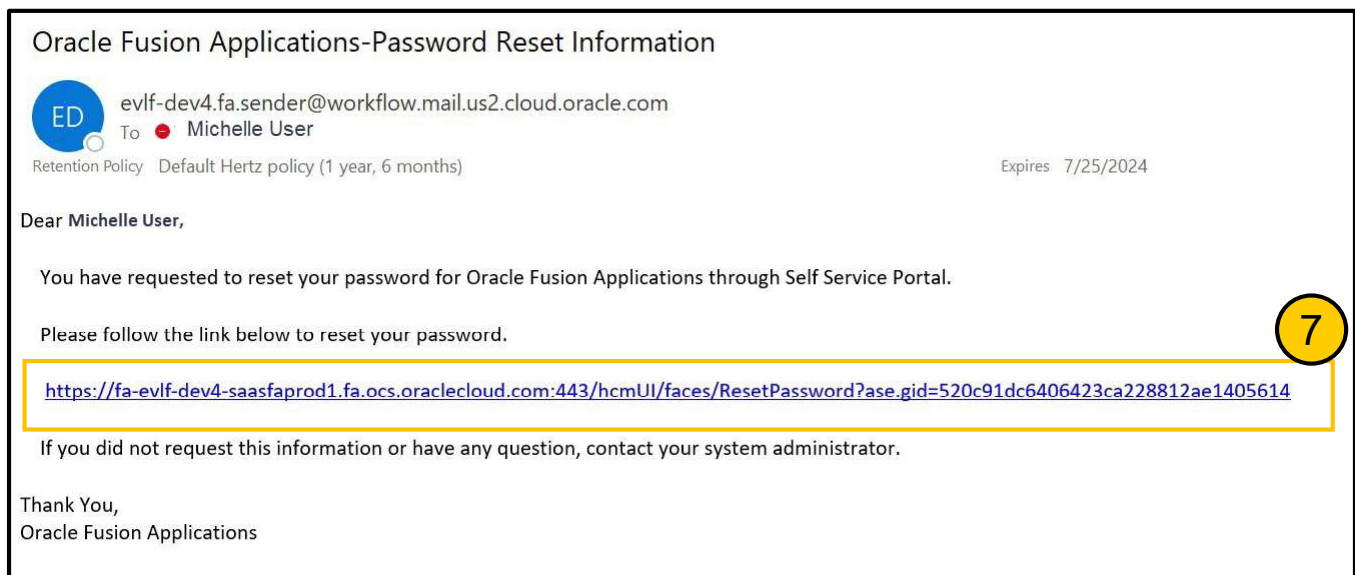 Oracle Fusion Applications-Password Reset Information
ED
evlf-dev4.fa.sender@workflow.mail.us2.cloud.oracle.com
To Michelle User
Retention Policy Default Hertz policy (1 year, 6 months) Expires 7/25/2024
Dear Michelle User,
You have requested to reset your password for Oracle Fusion Applications through Self Service Portal.
Please follow the link below to reset your password.
7
https://fa-evlf-dev4-saasfaprod1.fa.ocs.oraclecloud.com:443/hcmUI/faces/ResetPassword?ase.gid=520c91dc6406423ca228812ae1405614
If you did not request this information or have any question, contact your system administrator.
Thank You,
Oracle Fusion Applications